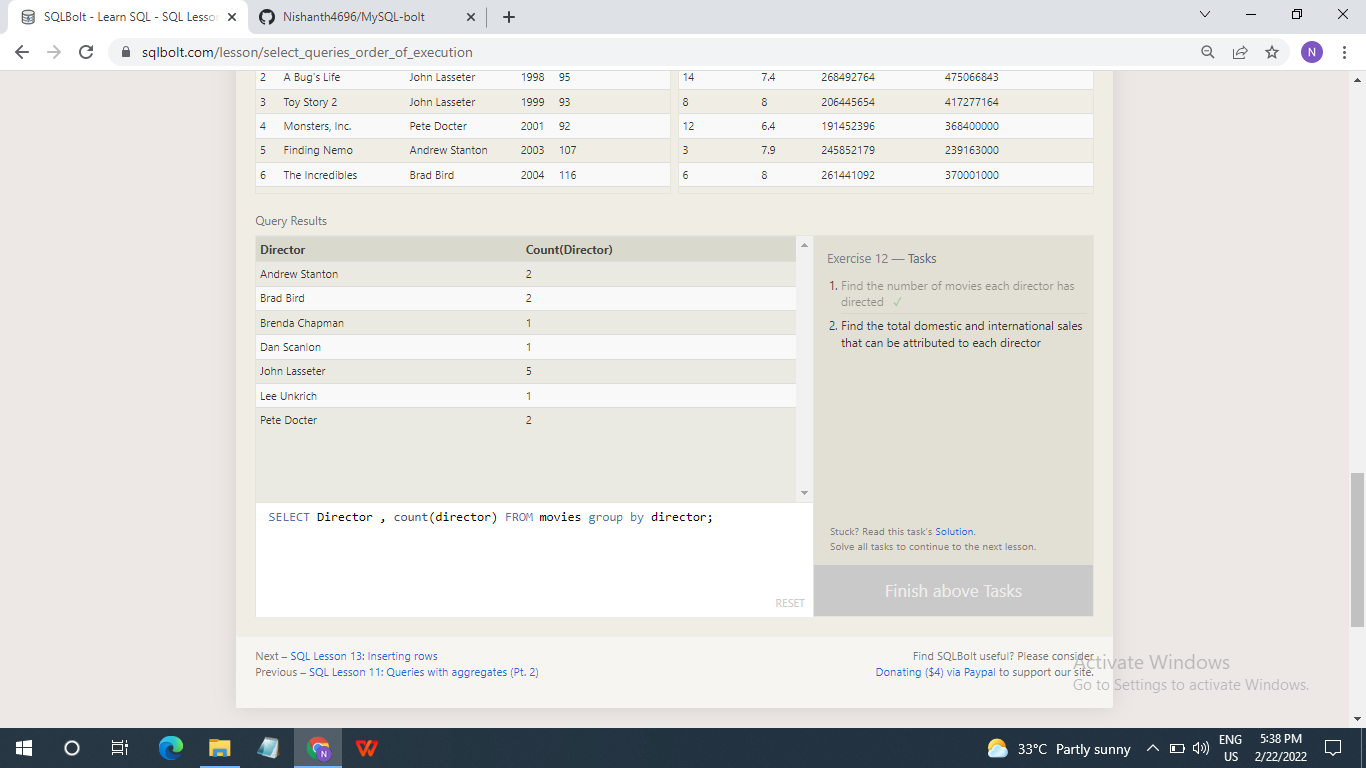 SQLBolt - Learn SQL - SQL Lesso
Nishanth4696/MySQL-bolt
sqlbolt.com/lesson/select_queries_order_of_execution
N
2 A Bug's Life John Lasseter 1998 95 14 7.4 268492764 475066843
3 Toy Story 2 John Lasseter 1999 93 8 8 206445654 417277164
4 Monsters, Inc. Pete Docter 2001 92 12 6.4 191452396 368400000
5 Finding Nemo Andrew Stanton 2003 107 3 7.9 245852179 239163000
6 The Incredibles Brad Bird 2004 116 6 8 261441092 370001000
Query Results
Director Count(Director)
Andrew Stanton 2
Brad Bird 2
Brenda Chapman 1
Dan Scanlon 1
John Lasseter 5
Lee Unkrich 1
Pete Docter 2
Exercise 12 — Tasks
1. Find the number of movies each director has
directed ✓
2. Find the total domestic and international sales
that can be attributed to each director
SELECT Director , count(director) FROM movies group by director;
RESET
Stuck? Read this task's Solution.
Solve all tasks to continue to the next lesson.
Finish above Tasks
Next – SQL Lesson 13: Inserting rows
Previous – SQL Lesson 11: Queries with aggregates (Pt. 2)
Find SQLBolt useful? Please consider
Donating ($4) via Paypal to support our site.
Activate Windows
Go to Settings to activate Windows.
N
33°C Partly sunny
ENG
US
5:38 PM
2/22/2022